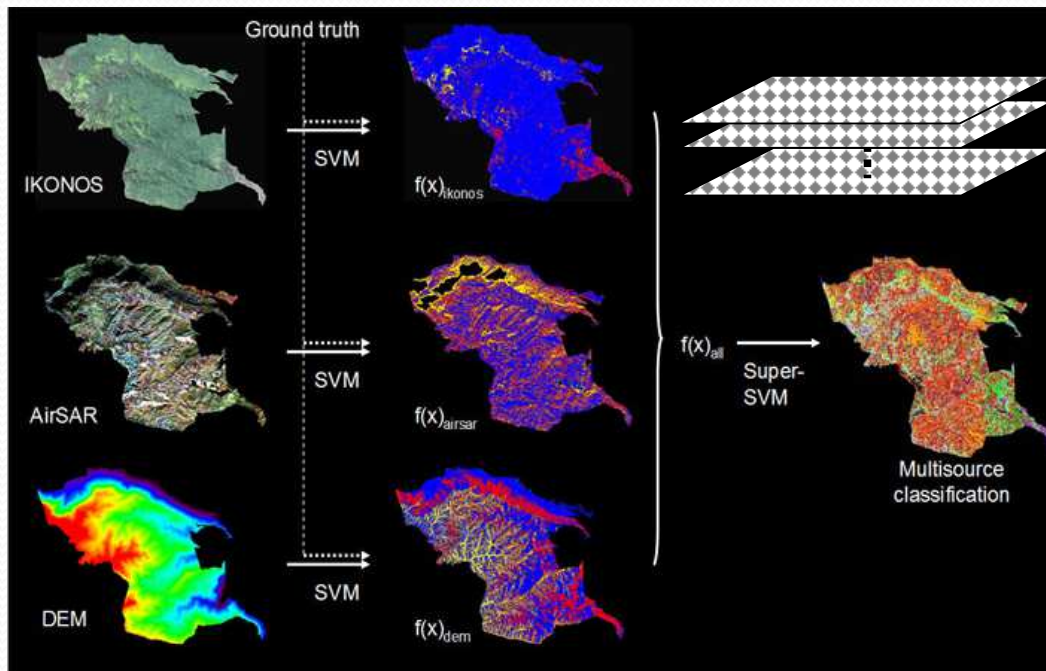 Ground truth
IKONOS
SVM
f(x)ikonos
AirSAR
SVM
f(x)airsar
DEM
SVM
f(x)dem
f(x)all
Super-
SVM
Multisource
classification